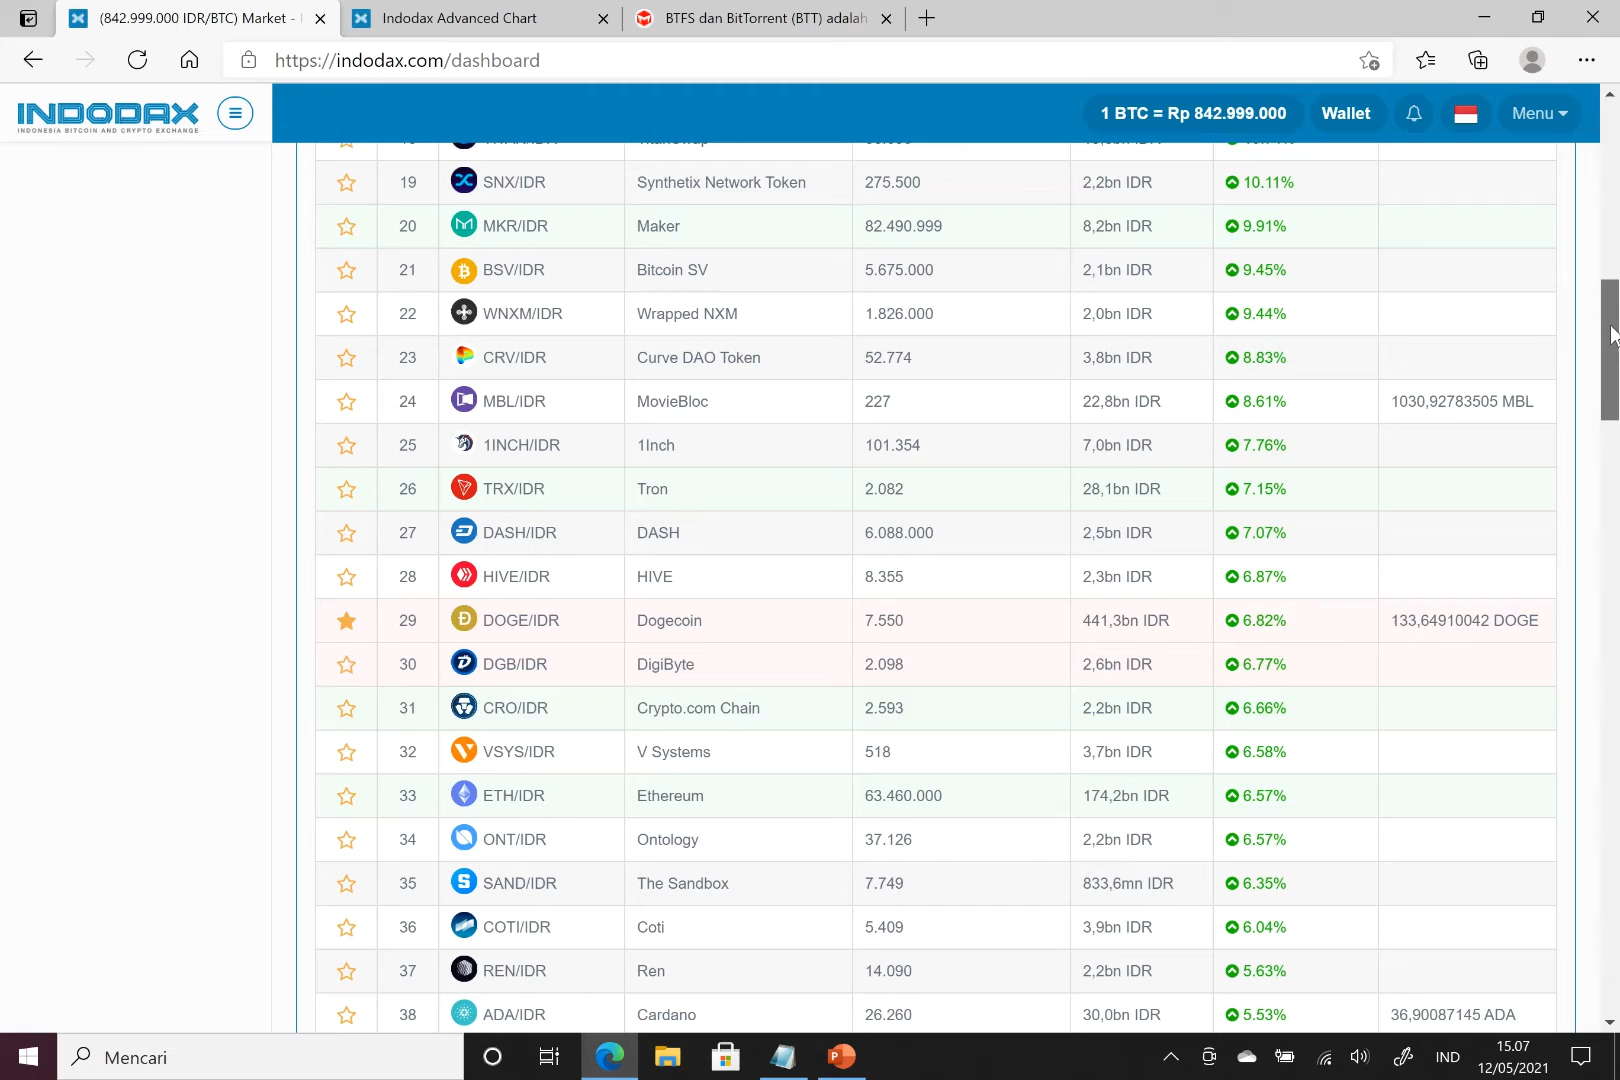 (842.999.000 IDR/BTC) Market -
Indodax Advanced Chart
BTFS dan BitTorrent (BTT) adalah
https://indodax.com/dashboard
INDODAX
INDONESIA BITCOIN AND CRYPTO EXCHANGE
1 BTC = Rp 842.999.000
Wallet
Menu
19 SNX/IDR Synthetix Network Token 275.500 2,2bn IDR 10.11%
20 MKR/IDR Maker 82.490.999 8,2bn IDR 9.91%
21 BSV/IDR Bitcoin SV 5.675.000 2,1bn IDR 9.45%
22 WNXM/IDR Wrapped NXM 1.826.000 2,0bn IDR 9.44%
23 CRV/IDR Curve DAO Token 52.774 3,8bn IDR 8.83%
24 MBL/IDR MovieBloc 227 22,8bn IDR 8.61% 1030,92783505 MBL
25 1INCH/IDR 1Inch 101.354 7,0bn IDR 7.76%
26 TRX/IDR Tron 2.082 28,1bn IDR 7.15%
27 DASH/IDR DASH 6.088.000 2,5bn IDR 7.07%
28 HIVE/IDR HIVE 8.355 2,3bn IDR 6.87%
29 DOGE/IDR Dogecoin 7.550 441,3bn IDR 6.82% 133,64910042 DOGE
30 DGB/IDR DigiByte 2.098 2,6bn IDR 6.77%
31 CRO/IDR Crypto.com Chain 2.593 2,2bn IDR 6.66%
32 VSYS/IDR V Systems 518 3,7bn IDR 6.58%
33 ETH/IDR Ethereum 63.460.000 174,2bn IDR 6.57%
34 ONT/IDR Ontology 37.126 2,2bn IDR 6.57%
35 SAND/IDR The Sandbox 7.749 833,6mn IDR 6.35%
36 COTI/IDR Coti 5.409 3,9bn IDR 6.04%
37 REN/IDR Ren 14.090 2,2bn IDR 5.63%
38 ADA/IDR Cardano 26.260 30,0bn IDR 5.53% 36,90087145 ADA
Mencari
IND
15.07
12/05/2021